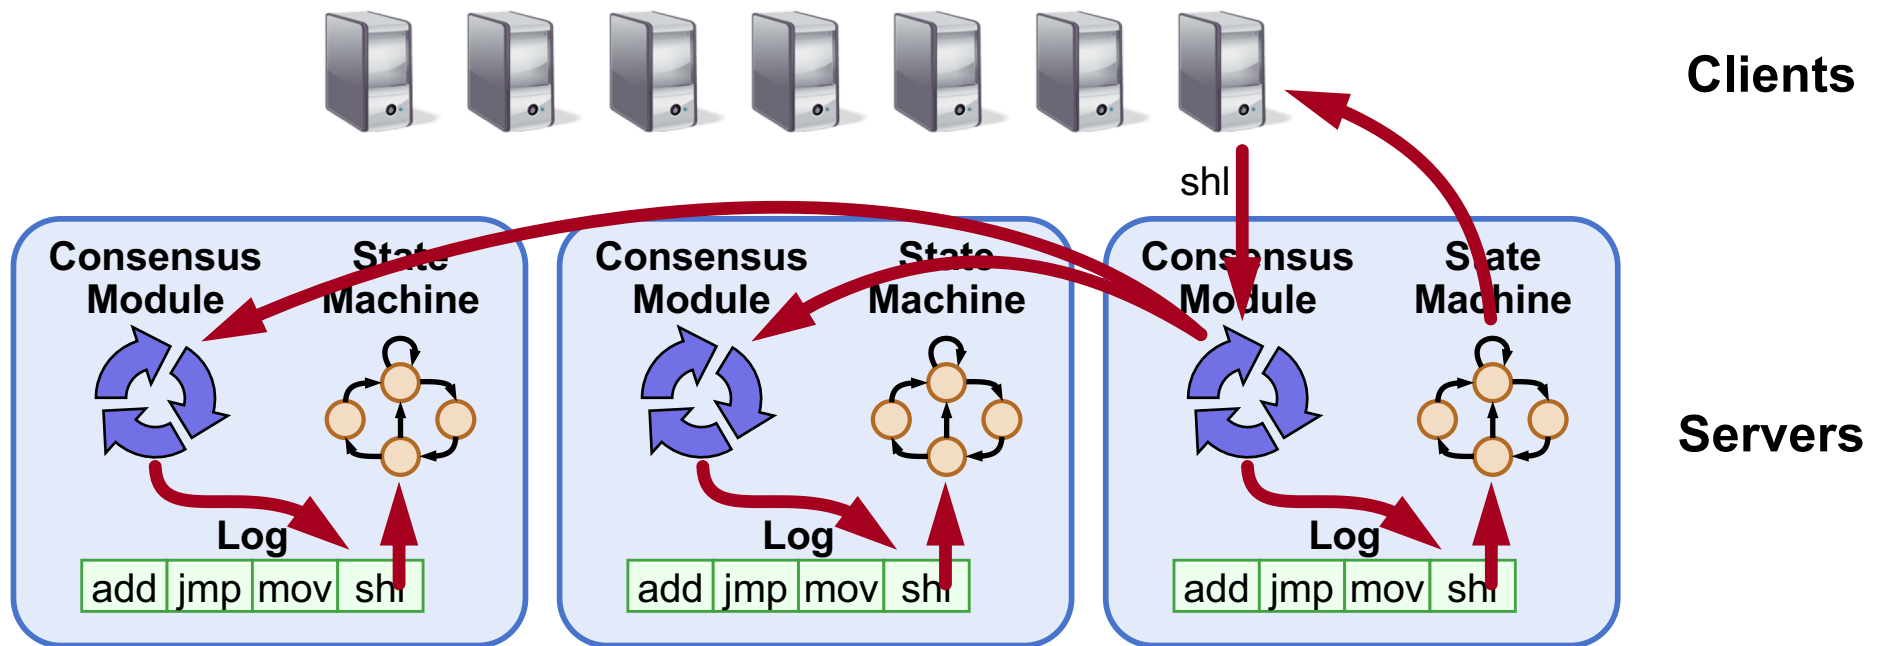 Clients
shl
Consensus Module
State Machine
Consensus Module
State Machine
Consensus Module
State Machine
Servers
Log
Log
Log
add jmp mov shl
add jmp mov shl
add jmp mov shl